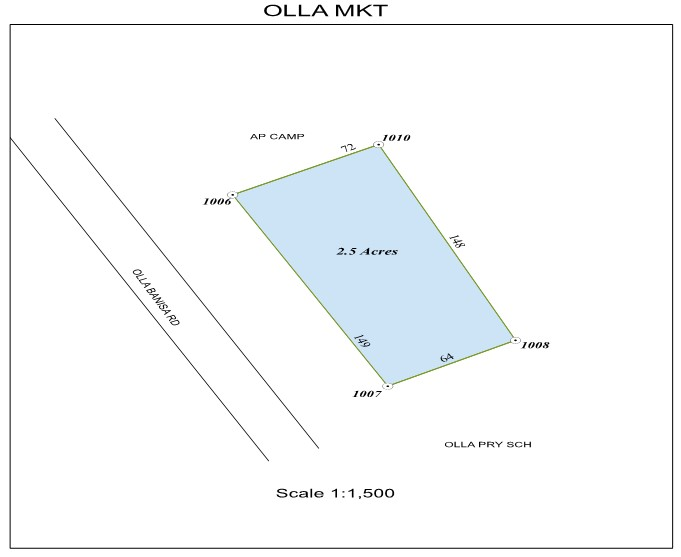 OLLA MKT
AP CAMP
72
1010
1006
148
2.5 Acres
OLLA BANISA RD
149
64
1008
1007
OLLA PRY SCH
Scale 1:1,500